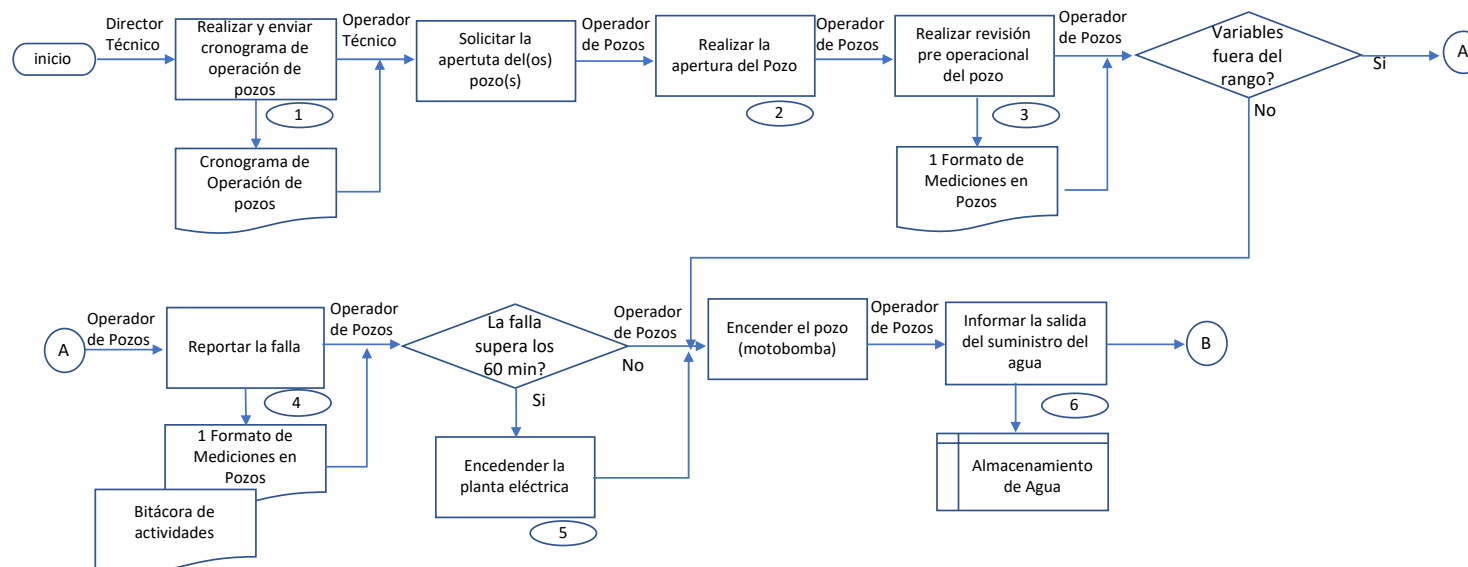 inicio
Director
Técnico
Realizar y enviar
cronograma de
operación de
pozos
1
Cronograma de
Operación de
pozos
Operador
Técnico
Solicitar la
apertuta del(os)
pozo(s)
Operador
de Pozos
Realizar la
apertura del Pozo
2
Operador
de Pozos
Realizar revisión
pre operacional
del pozo
3
1 Formato de
Mediciones en
Pozos
Operador
de Pozos
Variables
fuera del
rango?
Si
A
No
A
Operador
de Pozos
Reportar la falla
4
1 Formato de
Mediciones en
Pozos
Bitácora de
actividades
Operador
de Pozos
La falla
supera los
60 min?
No
Si
Encedender la
planta eléctrica
5
Operador
de Pozos
Encender el pozo
(motobomba)
Operador
de Pozos
Informar la salida
del suministro del
agua
6
Almacenamiento
de Agua
B